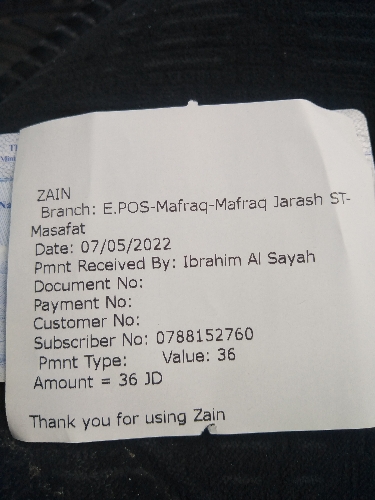 ZAIN
Branch: E.POS-Mafraq-Mafraq Jarash ST-
Masafat
Date: 07/05/2022
Pmnt Received By: Ibrahim Al Sayah
Document No:
Payment No:
Customer No:
Subscriber No: 0788152760
Pmnt Type: Value: 36
Amount = 36 JD
Thank you for using Zain